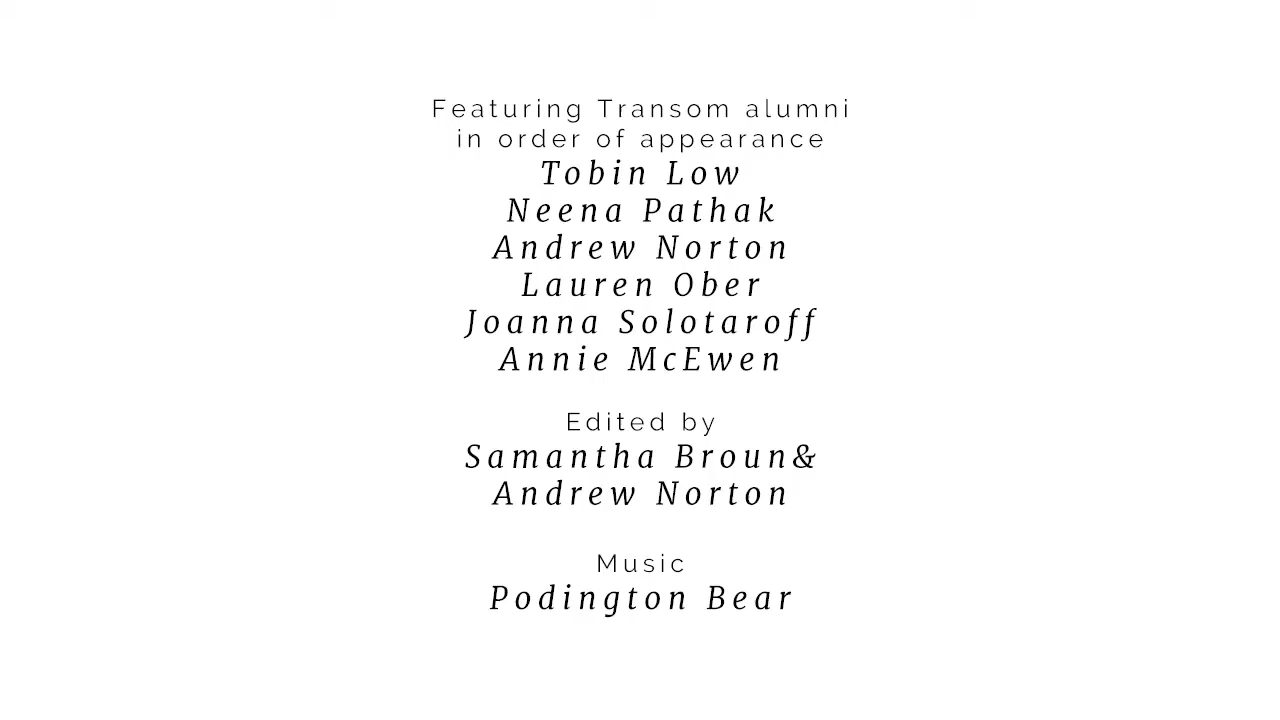 Featuring Transom alumni
in order of appearance
Tobin Low
Neena Pathak
Andrew Norton
Lauren Ober
Joanna Solotaroff
Annie McEwen
Edited by
Samantha Broun&
Andrew Norton
Music
Podington Bear